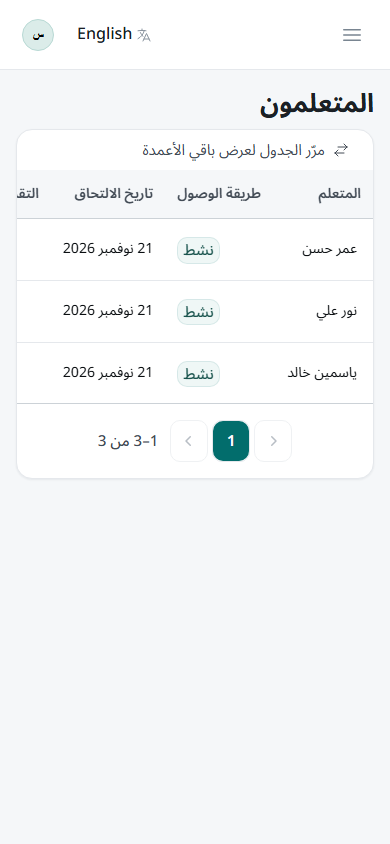 English
س
المتعلمون
مرّر الجدول لعرض باقي الأعمدة
المتعلم طريقة الوصول تاريخ الالتحاق
عمر حسن نشط 21 نوفمبر 2026
نور علي نشط 21 نوفمبر 2026
ياسمين خالد نشط 21 نوفمبر 2026
1
1–3 من 3